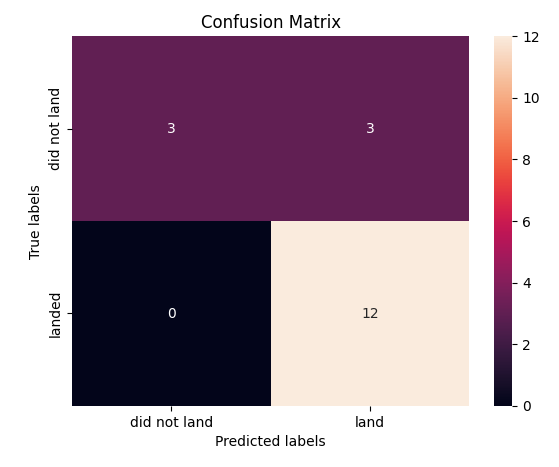 Confusion Matrix
True labels
did not land
landed
3
3
0
12
did not land
land
Predicted labels
12
10
8
6
4
2
0